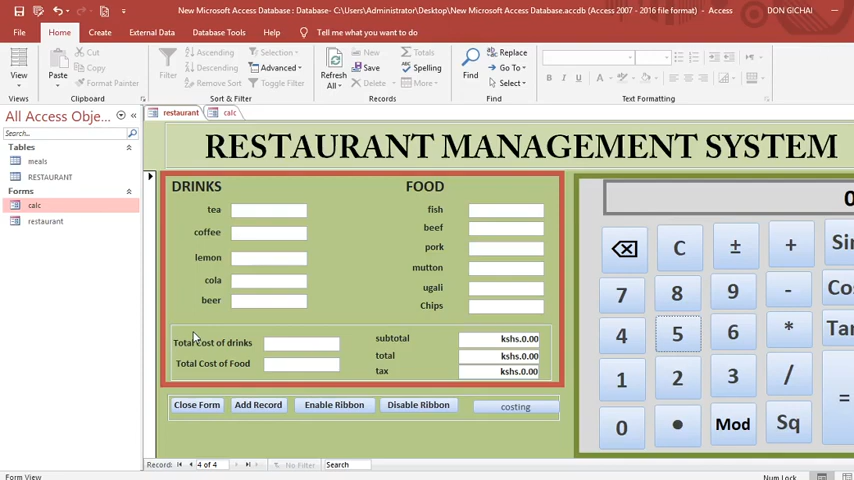 New Microsoft Access Database : Database- C:\Users\Administrator\Desktop\New Microsoft Access Database.accdb (Access 2007 - 2016 file format) - Access
DON GICHAI
File Home Create External Data Database Tools Help Tell me what you want to do
View
Views
Paste
Cut
Copy
Format Painter
Clipboard
Filter
Ascending
Descending
Remove Sort
Selection
Advanced
Toggle Filter
Sort & Filter
Refresh All
New
Save
Delete
Totals
Spelling
More
Records
Find
Replace
Go To
Select
Find
B I U A
Text Formatting
All Access Obje...
Search...
Tables
meals
RESTAURANT
Forms
calc
restaurant
restaurant calc
RESTAURANT MANAGEMENT SYSTEM
DRINKS
tea
coffee
lemon
cola
beer
FOOD
fish
beef
pork
mutton
ugali
Chips
Total Cost of drinks
Total Cost of Food
subtotal kshs.0.00
total kshs.0.00
tax kshs.0.00
Close Form Add Record Enable Ribbon Disable Ribbon costing
0
C ± + Sin
7 8 9 - Cos
4 5 6 * Tan
1 2 3 / =
0 • Mod Sq
Record: 4 of 4 No Filter Search
Form View
Num Lock